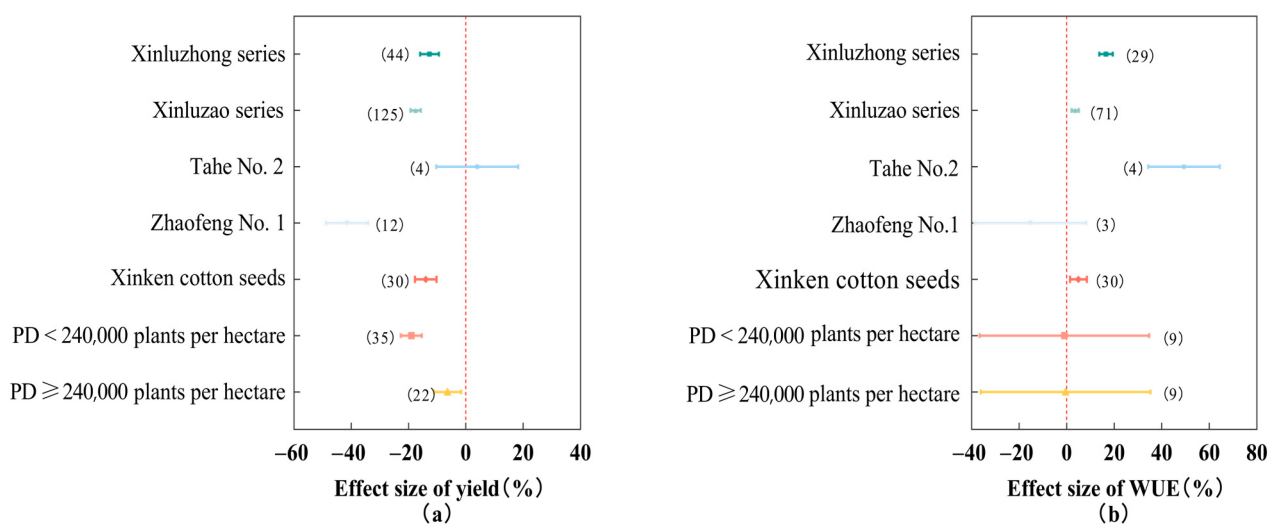 Xinluzhong series (44)
Xinluzao series (125)
Tahe No. 2 (4)
Zhaofeng No. 1 (12)
Xinken cotton seeds (30)
PD < 240,000 plants per hectare (35)
PD ⩾ 240,000 plants per hectare (22)
−60 −40 −20 0 20 40
Effect size of yield (%)
(a)
Xinluzhong series (29)
Xinluzao series (71)
Tahe No.2 (4)
Zhaofeng No.1 (3)
Xinken cotton seeds (30)
PD < 240,000 plants per hectare (9)
PD ⩾ 240,000 plants per hectare (9)
−40 −20 0 20 40 60 80
Effect size of WUE (%)
(b)